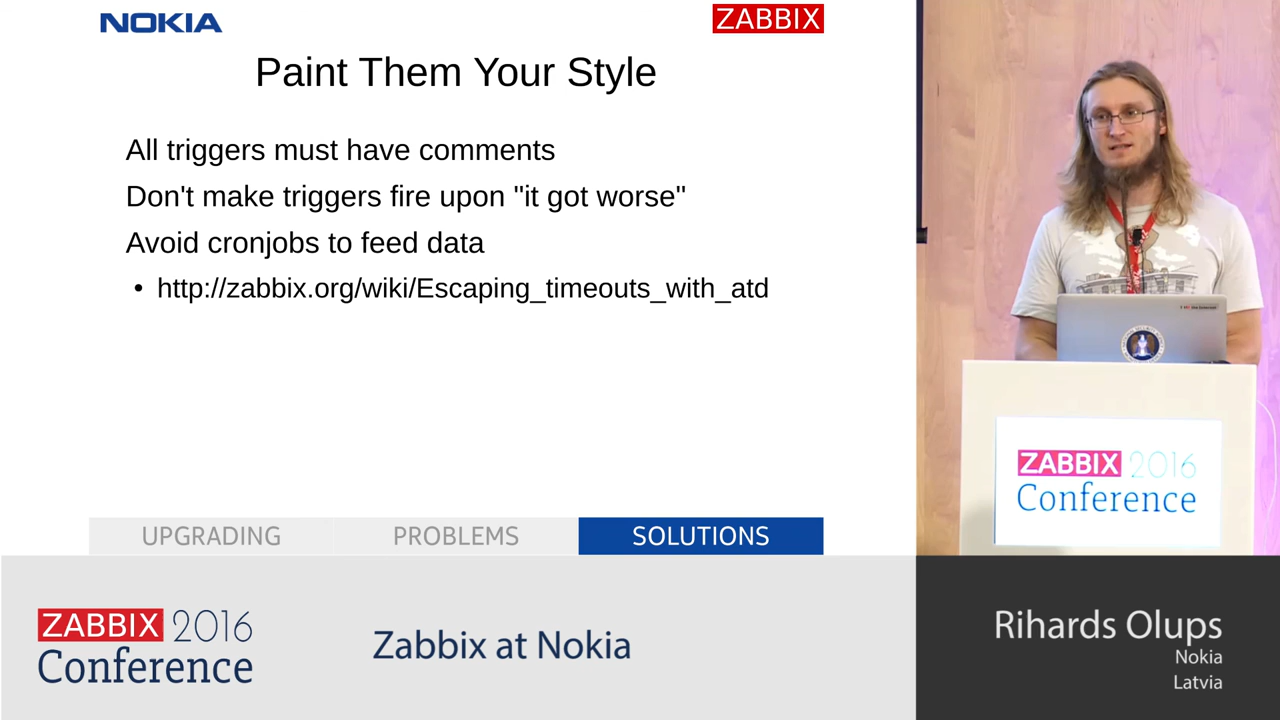 NOKIA
ZABBIX
Paint Them Your Style
All triggers must have comments
Don't make triggers fire upon "it got worse"
Avoid cronjobs to feed data
• http://zabbix.org/wiki/Escaping_timeouts_with_atd
UPGRADING PROBLEMS SOLUTIONS
ZABBIX 2016
Conference
ZABBIX 2016
Conference
Zabbix at Nokia
Rihards Olups
Nokia
Latvia